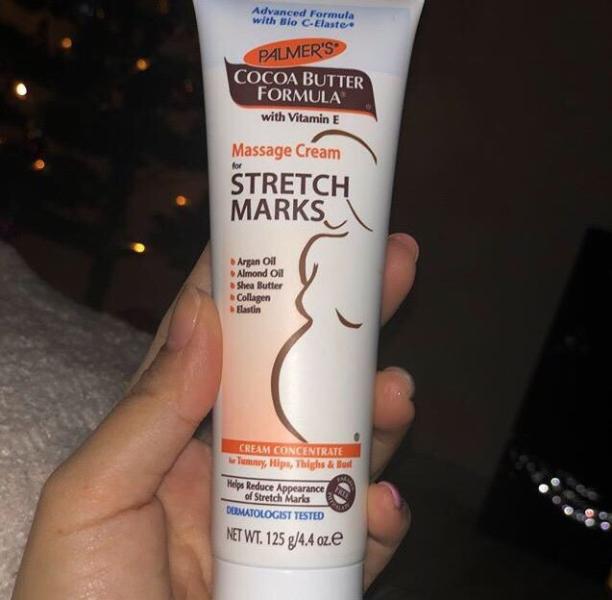 Advanced Formula
with Bio C-Elaste®
PALMER'S®
COCOA BUTTER
FORMULA®
with Vitamin E
Massage Cream
for
STRETCH
MARKS
Argan Oil
Almond Oil
Shea Butter
Collagen
Elastin
CREAM CONCENTRATE
for Tummy, Hips, Thighs & Bust
Helps Reduce Appearance
of Stretch Marks
FREE
DERMATOLOGIST TESTED
NET WT. 125 g/4.4 oz.e